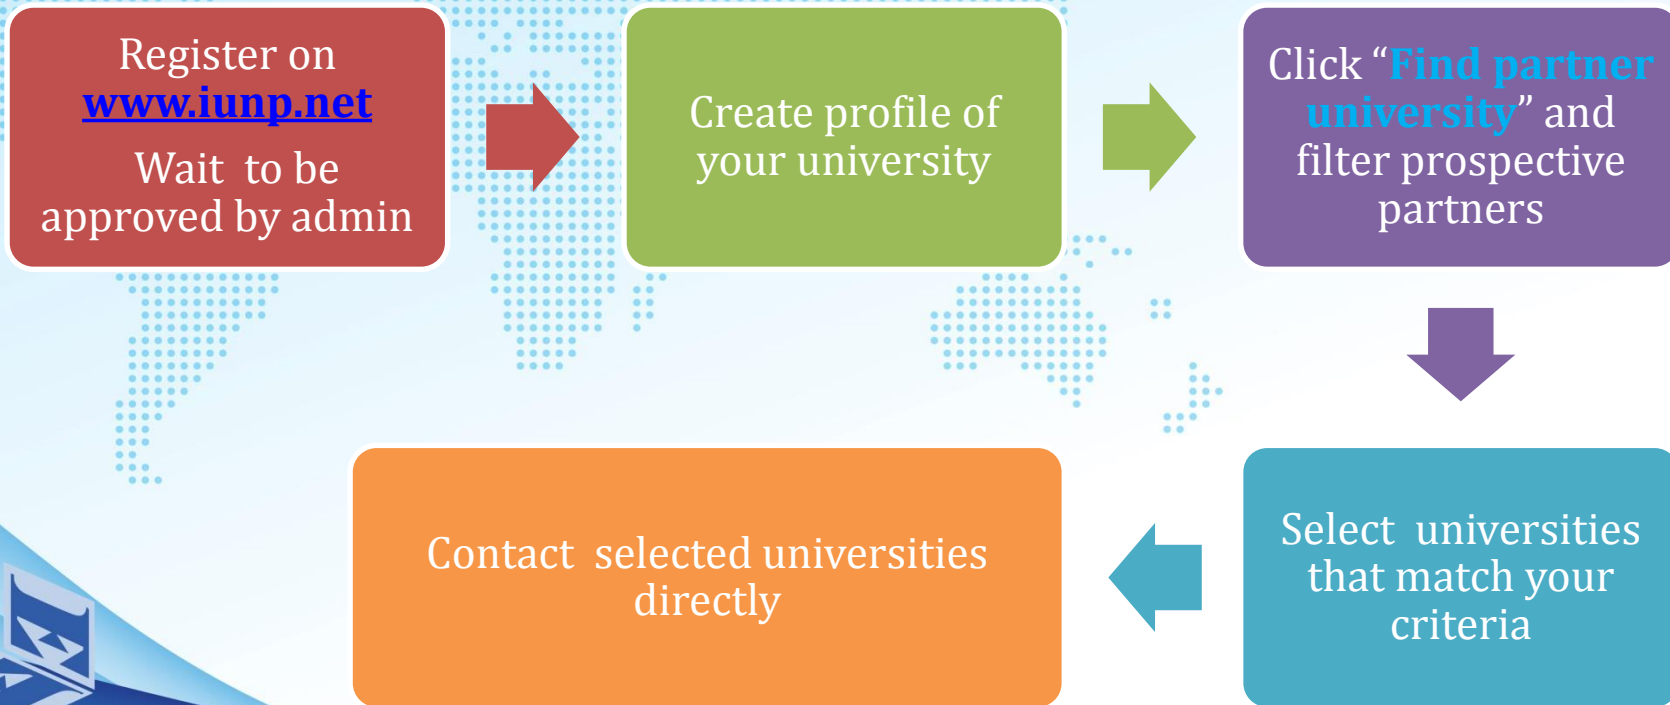 Register on
www.iunp.net
Wait to be
approved by admin
Create profile of
your university
Click “Find partner
university” and
filter prospective
partners
Select universities
that match your
criteria
Contact selected universities
directly